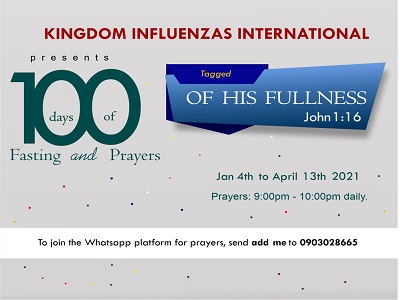 KINGDOM INFLUENZAS INTERNATIONAL
presents
100
days of
Fasting and Prayers
Tagged
OF HIS FULLNESS
John 1:16
Jan 4th to April 13th 2021
Prayers: 9:00pm - 10:00pm daily.
To join the Whatsapp platform for prayers, send add me to 0903028665